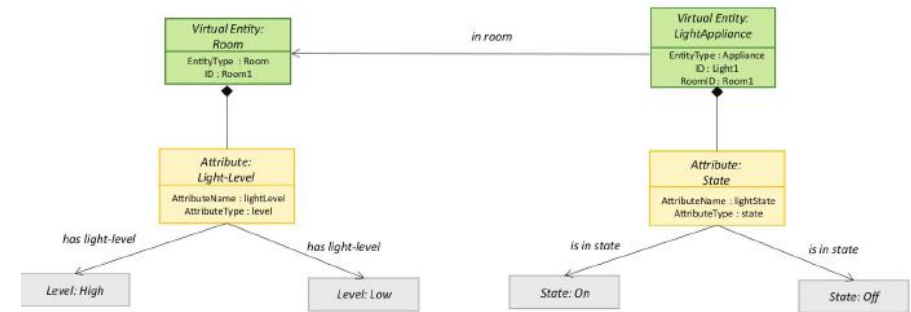 Virtual Entity:
Room
EntityType : Room
ID : Room1
in room
Virtual Entity:
LightAppliance
EntityType : Appliance
ID : Light1
RoomID : Room1
Attribute:
Light-Level
AttributeName : lightLevel
AttributeType : level
Attribute:
State
AttributeName : lightState
AttributeType : state
has light-level
has light-level
is in state
is in state
Level: High
Level: Low
State: On
State: Off